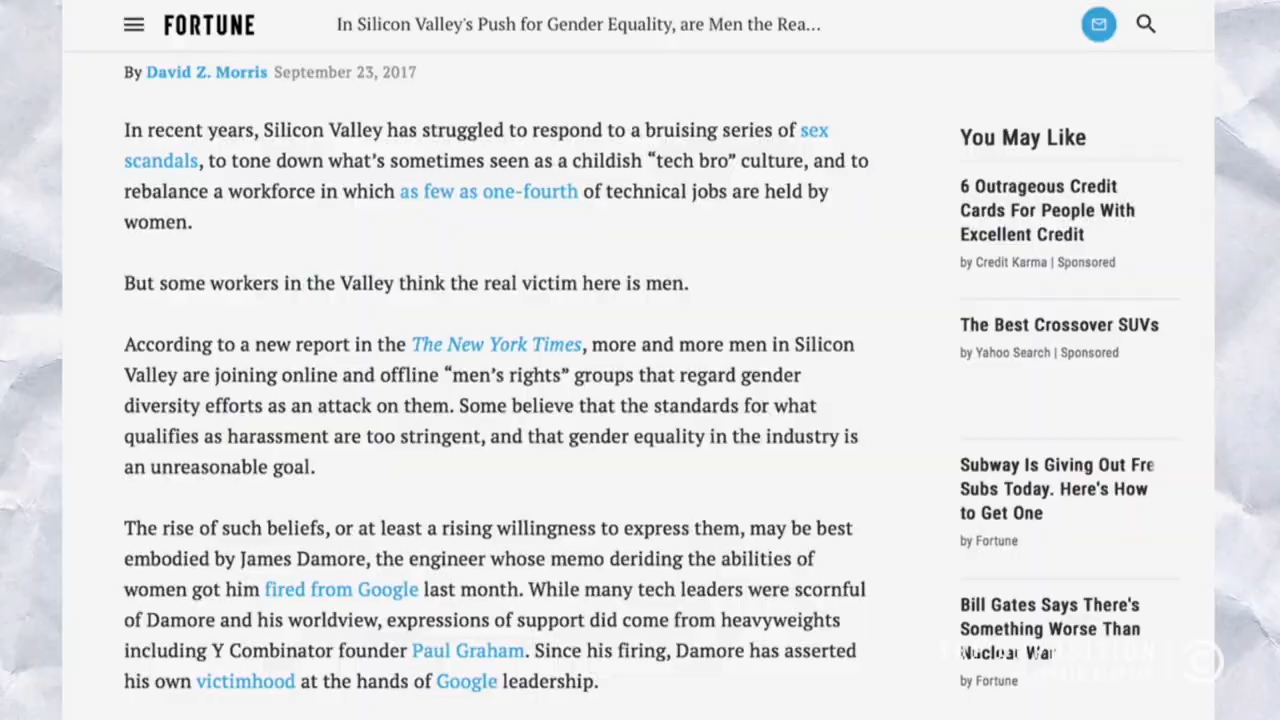 FORTUNE
In Silicon Valley's Push for Gender Equality, are Men the Rea...
By David Z. Morris September 23, 2017
In recent years, Silicon Valley has struggled to respond to a bruising series of sex
scandals, to tone down what's sometimes seen as a childish “tech bro” culture, and to
rebalance a workforce in which as few as one-fourth of technical jobs are held by
women.
But some workers in the Valley think the real victim here is men.
According to a new report in the The New York Times, more and more men in Silicon
Valley are joining online and offline “men's rights” groups that regard gender
diversity efforts as an attack on them. Some believe that the standards for what
qualifies as harassment are too stringent, and that gender equality in the industry is
an unreasonable goal.
The rise of such beliefs, or at least a rising willingness to express them, may be best
embodied by James Damore, the engineer whose memo deriding the abilities of
women got him fired from Google last month. While many tech leaders were scornful
of Damore and his worldview, expressions of support did come from heavyweights
including Y Combinator founder Paul Graham. Since his firing, Damore has asserted
his own victimhood at the hands of Google leadership.
You May Like
6 Outrageous Credit
Cards For People With
Excellent Credit
by Credit Karma | Sponsored
The Best Crossover SUVs
by Yahoo Search | Sponsored
Subway Is Giving Out Fre
Subs Today. Here's How
to Get One
by Fortune
Bill Gates Says There's
Something Worse Than
Nuclear War
by Fortune